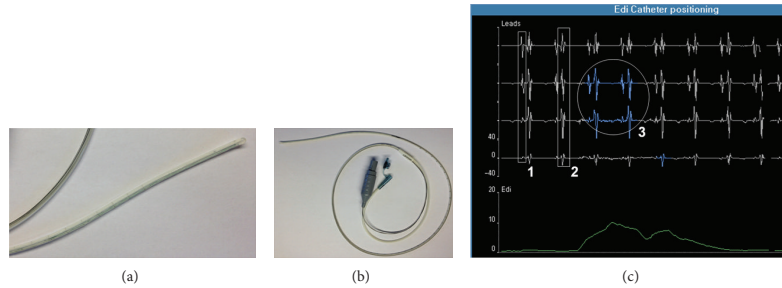 Edi Catheter positioning
Leads
40
0
−40
1
2
3
Edi
20
10
0
(a)
(b)
(c)